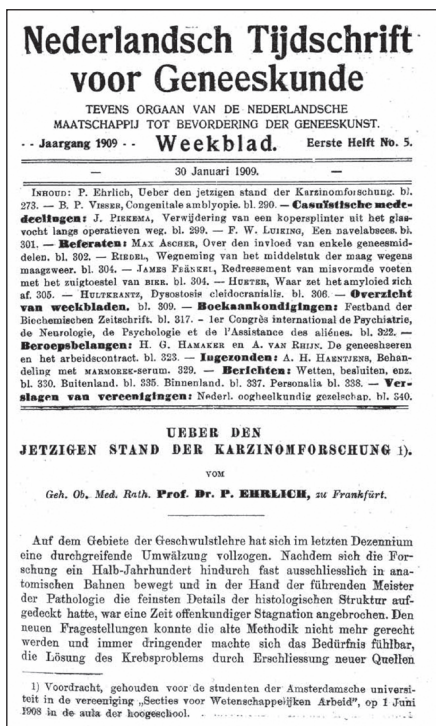 Nederlandsch Tijdschrift
voor Geneeskunde
TEVENS ORGAAN VAN DE NEDERLANDSCHE
MAATSCHAPPIJ TOT BEVORDERING DER GENEESKUNST.
- - Jaargang 1909 - - Weekblad. Eerste Helft No. 5.
— 30 Januari 1909. —
INHOUD: P. Ehrlich, Ueber den jetzigen stand der Karzinomforschung. bl.
273. — B. P. VISSER, Congenitale amblyopie. bl. 290. — Casuïstische mede-
deelingen: J. PIEKEMA, Verwijdering van een kopersplinter uit het glas-
vocht langs operatieven weg. bl. 299. — F. W. LUIKING, Een navelabsces. bl.
301. — Referaten: MAX ASCHER, Over den invloed van enkele geneesmid-
delen. bl. 302. — RIEDEL, Wegneming van het middelstuk der maag wegens
maagzweer. bl. 304. — JAMES FRÄNKEL, Redressement van misvormde voeten
met het zuigtoestel van BIER. bl. 304. — HUETER, Waar zet het amyloied zich
af. bl. 305. — HULTKRANTZ, Dysostosis cleidocranialis. bl. 306. — Overzicht
van weekbladen. bl. 309. — Boekaankondigingen: Festband der
Biochemischen Zeitschrift. bl. 317. - 1er Congrès international de Psychiatrie,
de Neurologie, de Psychologie et de l'Assistance des aliénes. bl. 322. —
Beroepsbelangen: H. G. HAMAKER en A. VAN RHIJN. De geneesheeren
en het arbeidscontract. bl. 323. — Ingezonden: A. H. HAENTJENS, Behan-
deling met MARMOREK-serum. 329. — Berichten: Wetten, besluiten, enz.
bl. 330. Buitenland. bl. 335. Binnenland. bl. 337. Personalia bl. 338. — Ver-
slagen van vereenigingen: Nederl. oogheelkundig gezelschap. bl. 340.
UEBER DEN
JETZIGEN STAND DER KARZINOMFORSCHUNG 1).
VOM
Geh. Ob. Med. Rath. Prof. Dr. P. EHRLICH, zu Frankfürt.
Auf dem Gebiete der Geschwulstlehre hat sich im letzten Dezennium
eine durchgreifende Umwälzung vollzogen. Nachdem sich die For-
schung ein Halb-Jahrhundert hindurch fast ausschliesslich in ana-
tomischen Bahnen bewegt und in der Hand der führenden Meister
der Pathologie die feinsten Details der histologischen Struktur auf-
gedeckt hatte, war eine Zeit offenkundiger Stagnation angebrochen. Den
neuen Fragestellungen konnte die alte Methodik nicht mehr gerecht
werden und immer dringender machte sich das Bedürfnis fühlbar,
die Lösung des Krebsproblems durch Erschliessung neuer Quellen
1) Voordracht, gehouden voor de studenten der Amsterdamsche universi-
teit in de vereeniging „Secties voor Wetenschappelijken Arbeid”, op 1 Juni
1908 in de aula der hoogeschool.